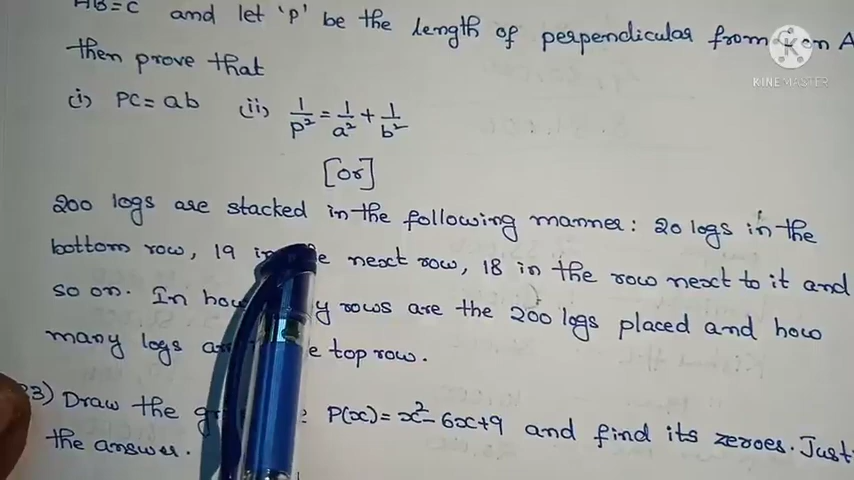 AB=C and let 'p' be the length of perpendicular from C on A
then prove that
(i) PC=ab (ii) 1/p² = 1/a² + 1/b²
[or]
200 logs are stacked in the following manner: 20 logs in the
bottom row, 19 in next row, 18 in the row next to it and
so on. In rows are the 200 logs placed and how
many logs top row.
3) Draw the P(x)=x²-6x+9 and find its zeroes. Just
the answer.
KINEMASTER